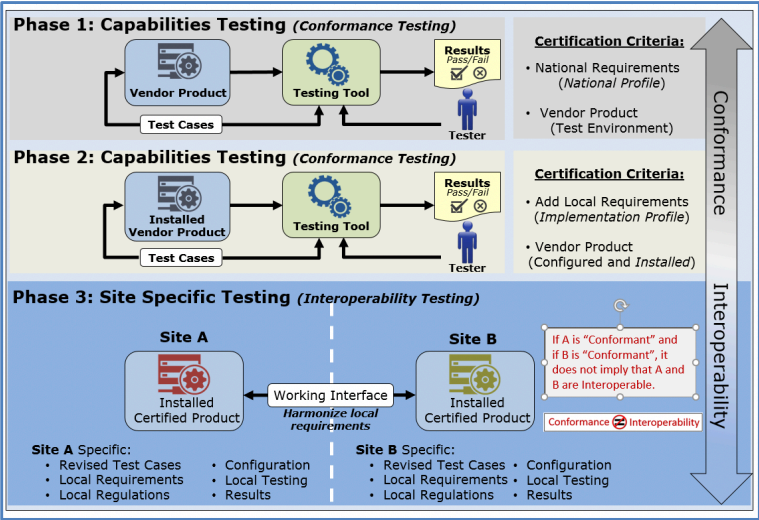 Phase 1: Capabilities Testing (Conformance Testing)
Vendor Product
Testing Tool
Results
Pass/Fail
Test Cases
Tester
Certification Criteria:
• National Requirements
(National Profile)
• Vendor Product
(Test Environment)
Phase 2: Capabilities Testing (Conformance Testing)
Installed
Vendor Product
Testing Tool
Results
Pass/Fail
Test Cases
Tester
Certification Criteria:
• Add Local Requirements
(Implementation Profile)
• Vendor Product
(Configured and Installed)
Conformance
Interoperability
Phase 3: Site Specific Testing (Interoperability Testing)
Site A
Installed
Certified Product
Working Interface
Harmonize local
requirements
Site B
Installed
Certified Product
If A is “Conformant” and
if B is “Conformant”, it
does not imply that A and
B are Interoperable.
Conformance ≠ Interoperability
Site A Specific:
• Revised Test Cases
• Local Requirements
• Local Regulations
• Configuration
• Local Testing
• Results
Site B Specific:
• Revised Test Cases
• Local Requirements
• Local Regulations
• Configuration
• Local Testing
• Results